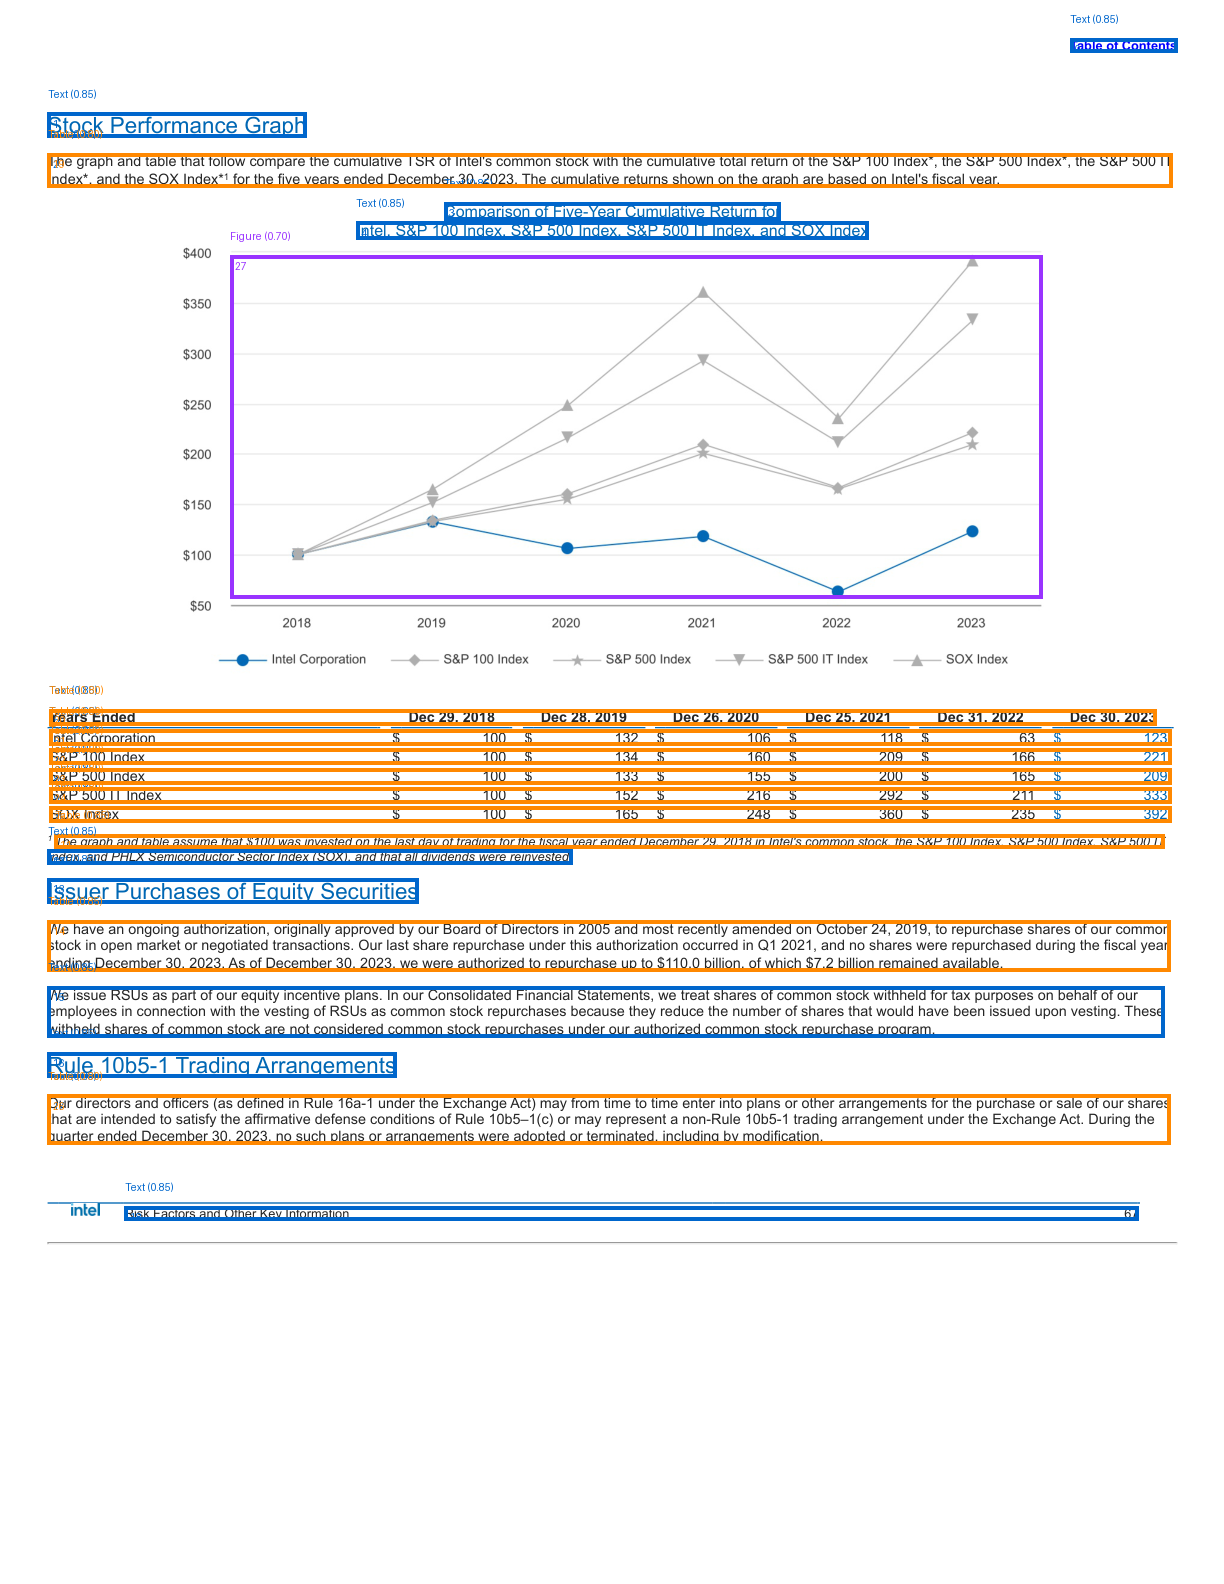 Text (0.85)
Table of Contents
Text (0.85)
Stock Performance Graph
The graph and table that follow compare the cumulative TSR of Intel's common stock with the cumulative total return of the S&P 100 Index*, the S&P 500 Index*, the S&P 500 IT
Index*, and the SOX Index*¹ for the five years ended December 30, 2023. The cumulative returns shown on the graph are based on Intel's fiscal year.
Text (0.85)
Comparison of Five-Year Cumulative Return for
Intel, S&P 100 Index, S&P 500 Index, S&P 500 IT Index, and SOX Index
Figure (0.70)
27
$400
$350
$300
$250
$200
$150
$100
$50
2018 2019 2020 2021 2022 2023
Intel Corporation S&P 100 Index S&P 500 Index S&P 500 IT Index SOX Index
Years Ended Dec 29, 2018 Dec 28, 2019 Dec 26, 2020 Dec 25, 2021 Dec 31, 2022 Dec 30, 2023
Intel Corporation $ 100 $ 132 $ 106 $ 118 $ 63 $ 123
S&P 100 Index $ 100 $ 134 $ 160 $ 209 $ 166 $ 221
S&P 500 Index $ 100 $ 133 $ 155 $ 200 $ 165 $ 209
S&P 500 IT Index $ 100 $ 152 $ 216 $ 292 $ 211 $ 333
SOX Index $ 100 $ 165 $ 248 $ 360 $ 235 $ 392
Text (0.85)
¹ The graph and table assume that $100 was invested on the last day of trading for the fiscal year ended December 29, 2018 in Intel's common stock, the S&P 100 Index, S&P 500 Index, S&P 500 IT
Index, and PHLX Semiconductor Sector Index (SOX), and that all dividends were reinvested.
Issuer Purchases of Equity Securities
We have an ongoing authorization, originally approved by our Board of Directors in 2005 and most recently amended on October 24, 2019, to repurchase shares of our common
stock in open market or negotiated transactions. Our last share repurchase under this authorization occurred in Q1 2021, and no shares were repurchased during the fiscal year
ending December 30, 2023. As of December 30, 2023, we were authorized to repurchase up to $110.0 billion, of which $7.2 billion remained available.
We issue RSUs as part of our equity incentive plans. In our Consolidated Financial Statements, we treat shares of common stock withheld for tax purposes on behalf of our
employees in connection with the vesting of RSUs as common stock repurchases because they reduce the number of shares that would have been issued upon vesting. These
withheld shares of common stock are not considered common stock repurchases under our authorized common stock repurchase program.
Rule 10b5-1 Trading Arrangements
Our directors and officers (as defined in Rule 16a-1 under the Exchange Act) may from time to time enter into plans or other arrangements for the purchase or sale of our shares
that are intended to satisfy the affirmative defense conditions of Rule 10b5–1(c) or may represent a non-Rule 10b5-1 trading arrangement under the Exchange Act. During the
quarter ended December 30, 2023, no such plans or arrangements were adopted or terminated, including by modification.
Text (0.85)
intel Risk Factors and Other Key Information 67